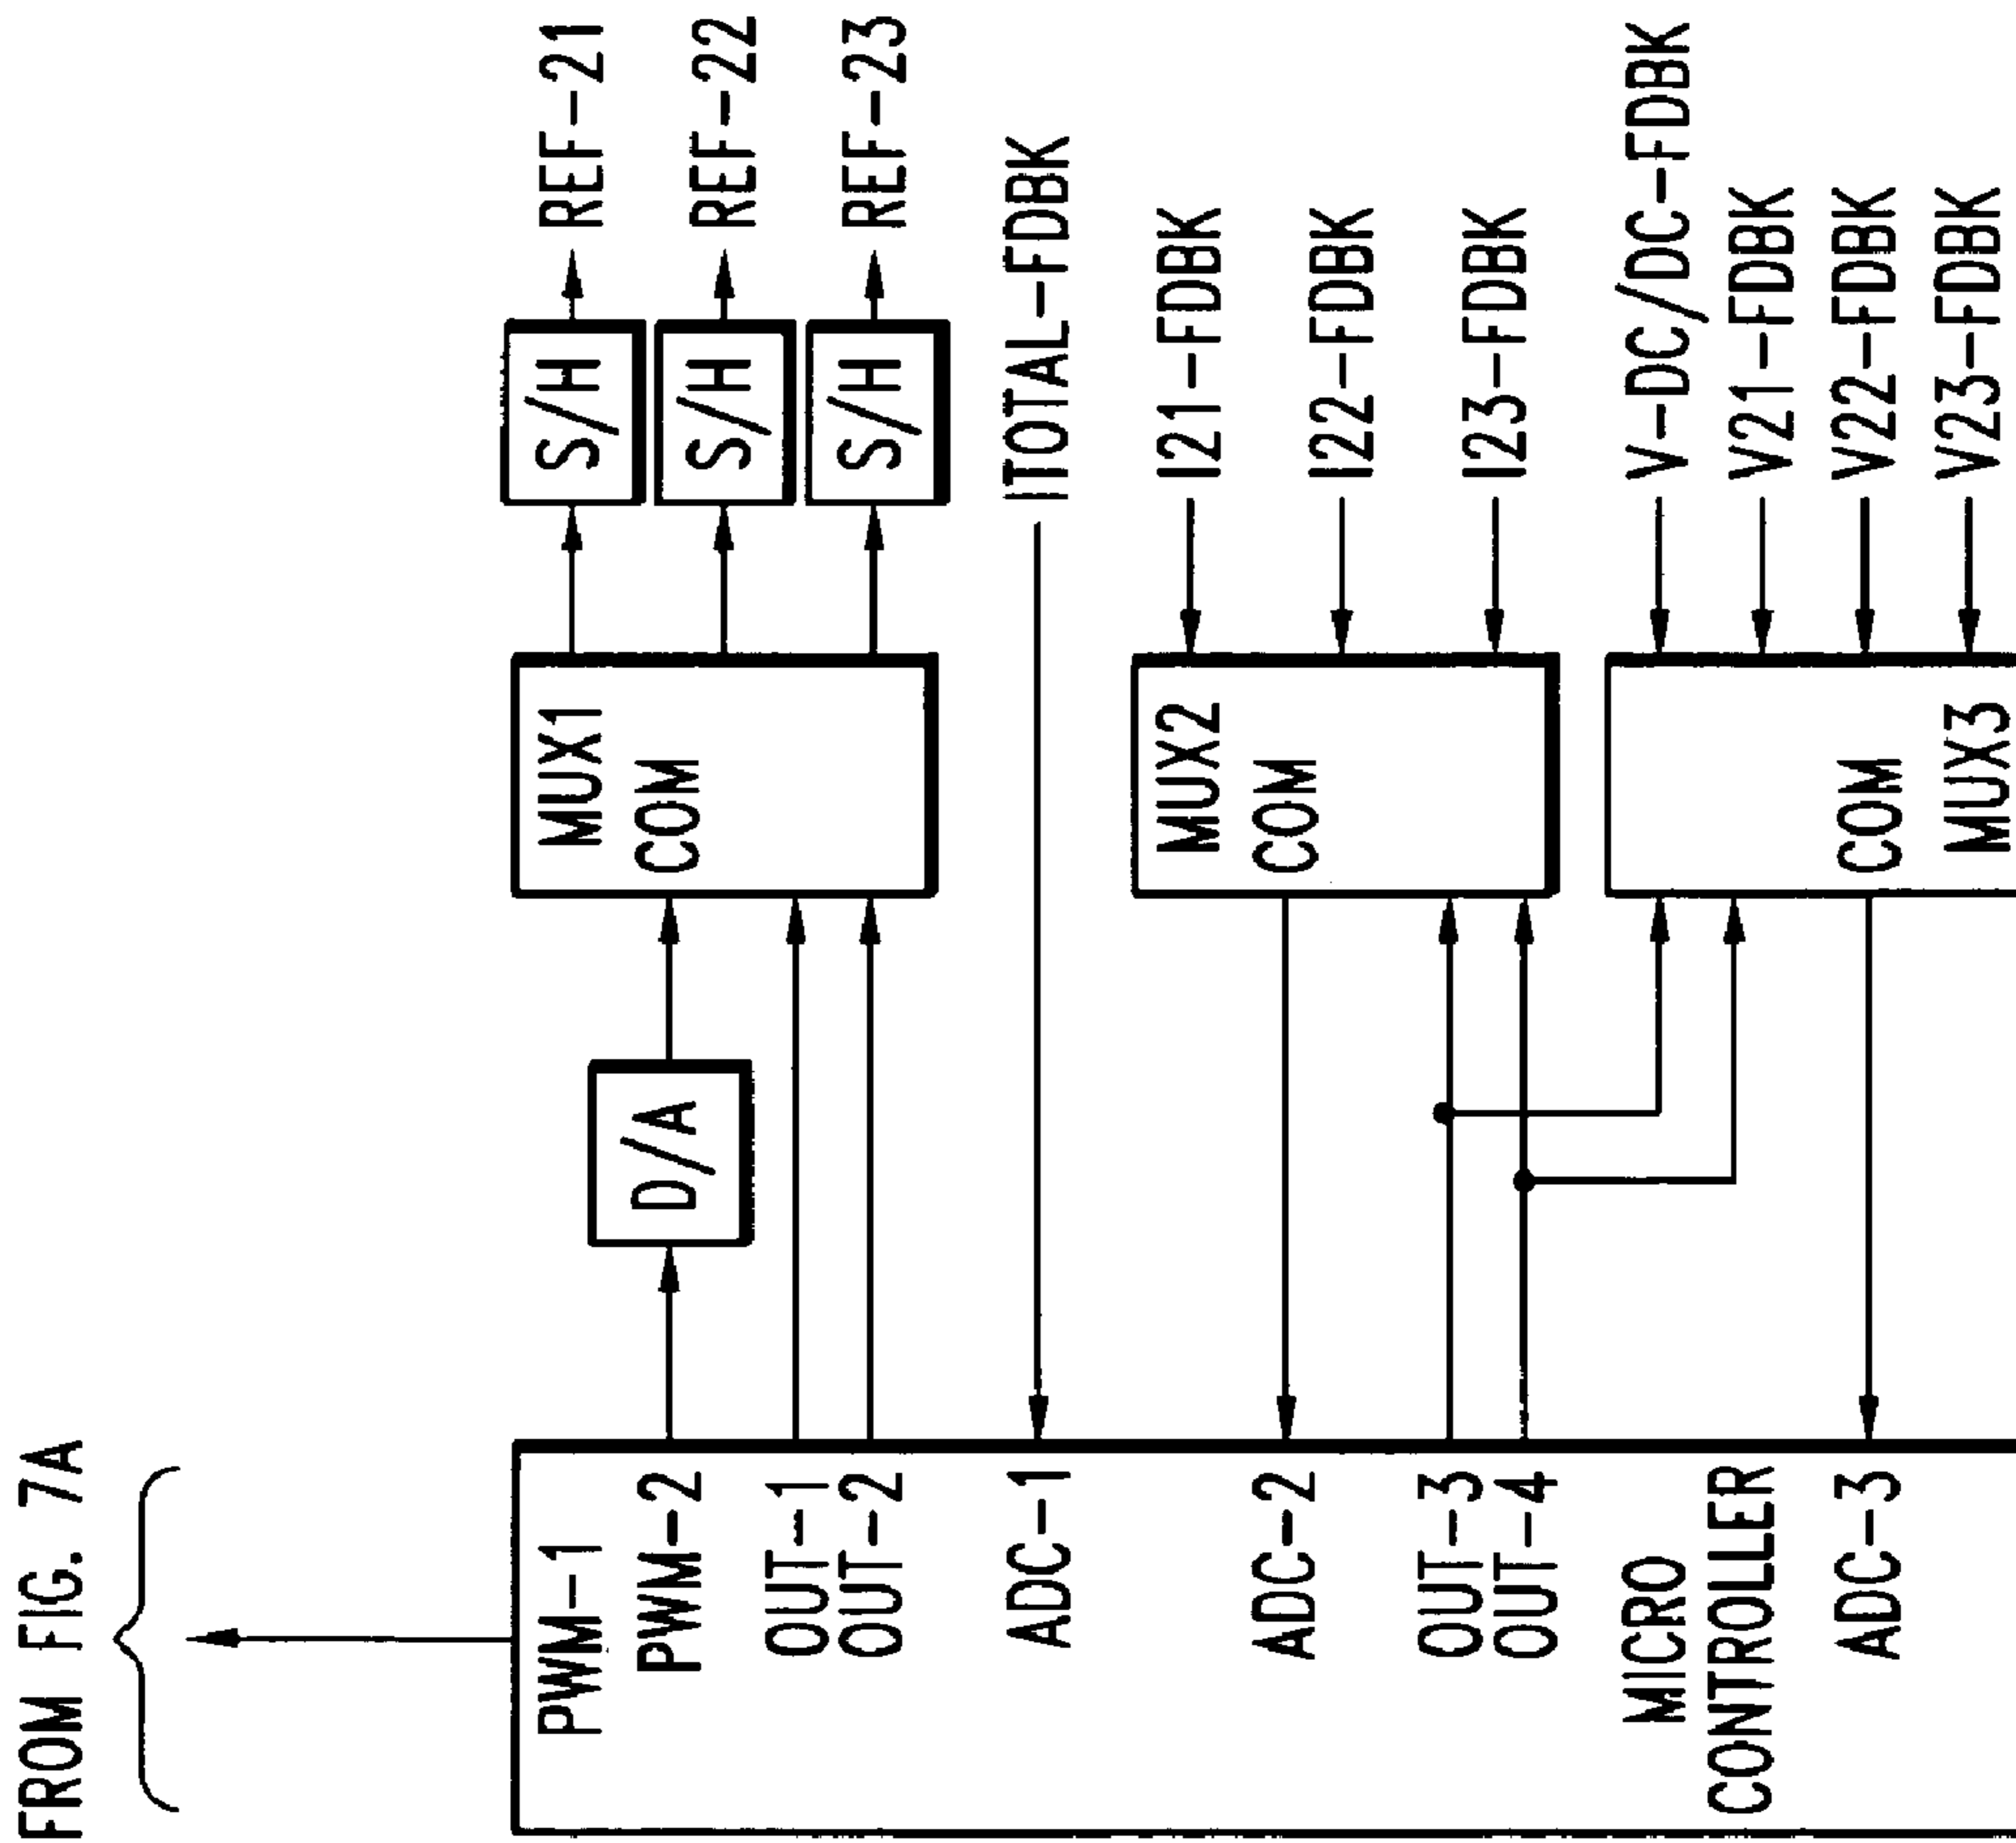 FROM FIG. 7A
PWM-1
PWM-2
OUT-1
OUT-2
ADC-1
ADC-2
OUT-3
OUT-4
MICRO
CONTROLLER
ADC-3
D/A
MUX1
COM
MUX2
COM
COM
MUX3
S/H
S/H
S/H
REF-21
REF-22
REF-23
ITOTAL-FDBK
I21-FDBK
I22-FDBK
I23-FDBK
V-DC/DC-FDBK
V21-FDBK
V22-FDBK
V23-FDBK